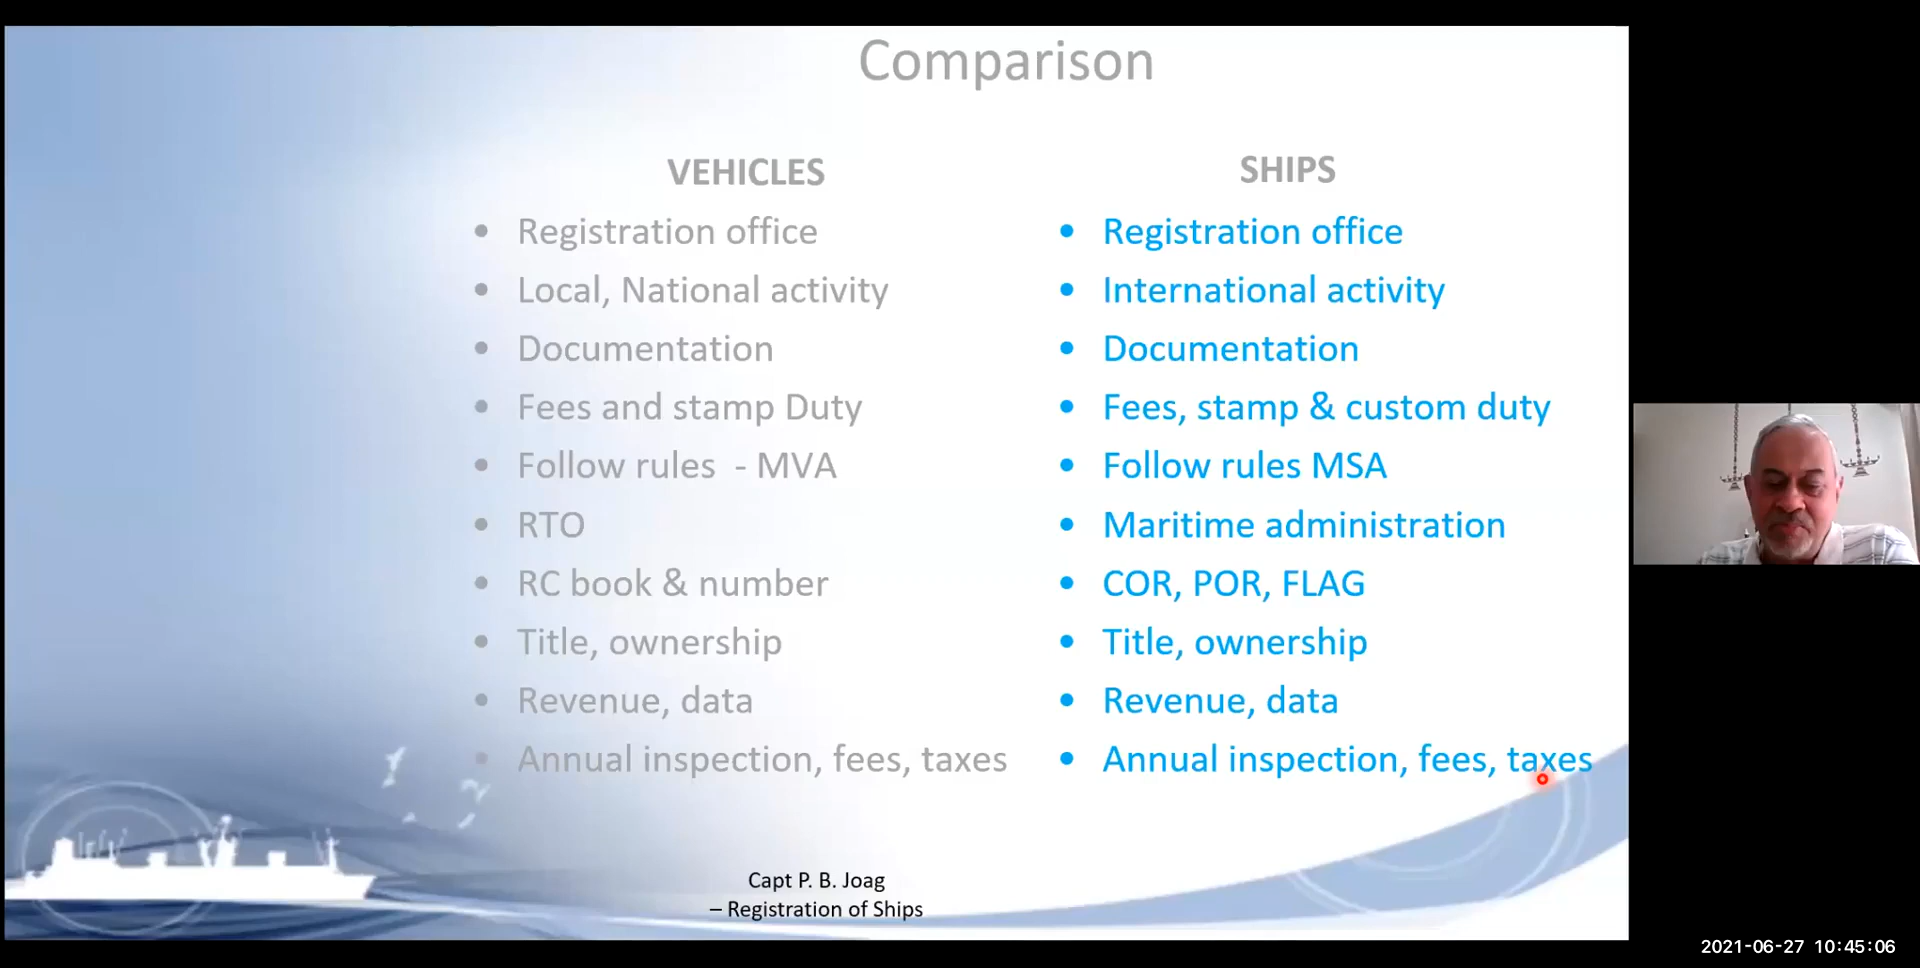 Comparison
VEHICLES
• Registration office
• Local, National activity
• Documentation
• Fees and stamp Duty
• Follow rules  - MVA
• RTO
• RC book & number
• Title, ownership
• Revenue, data
• Annual inspection, fees, taxes
SHIPS
• Registration office
• International activity
• Documentation
• Fees, stamp & custom duty
• Follow rules MSA
• Maritime administration
• COR, POR, FLAG
• Title, ownership
• Revenue, data
• Annual inspection, fees, taxes
Capt P. B. Joag
– Registration of Ships
2021-06-27 10:45:06